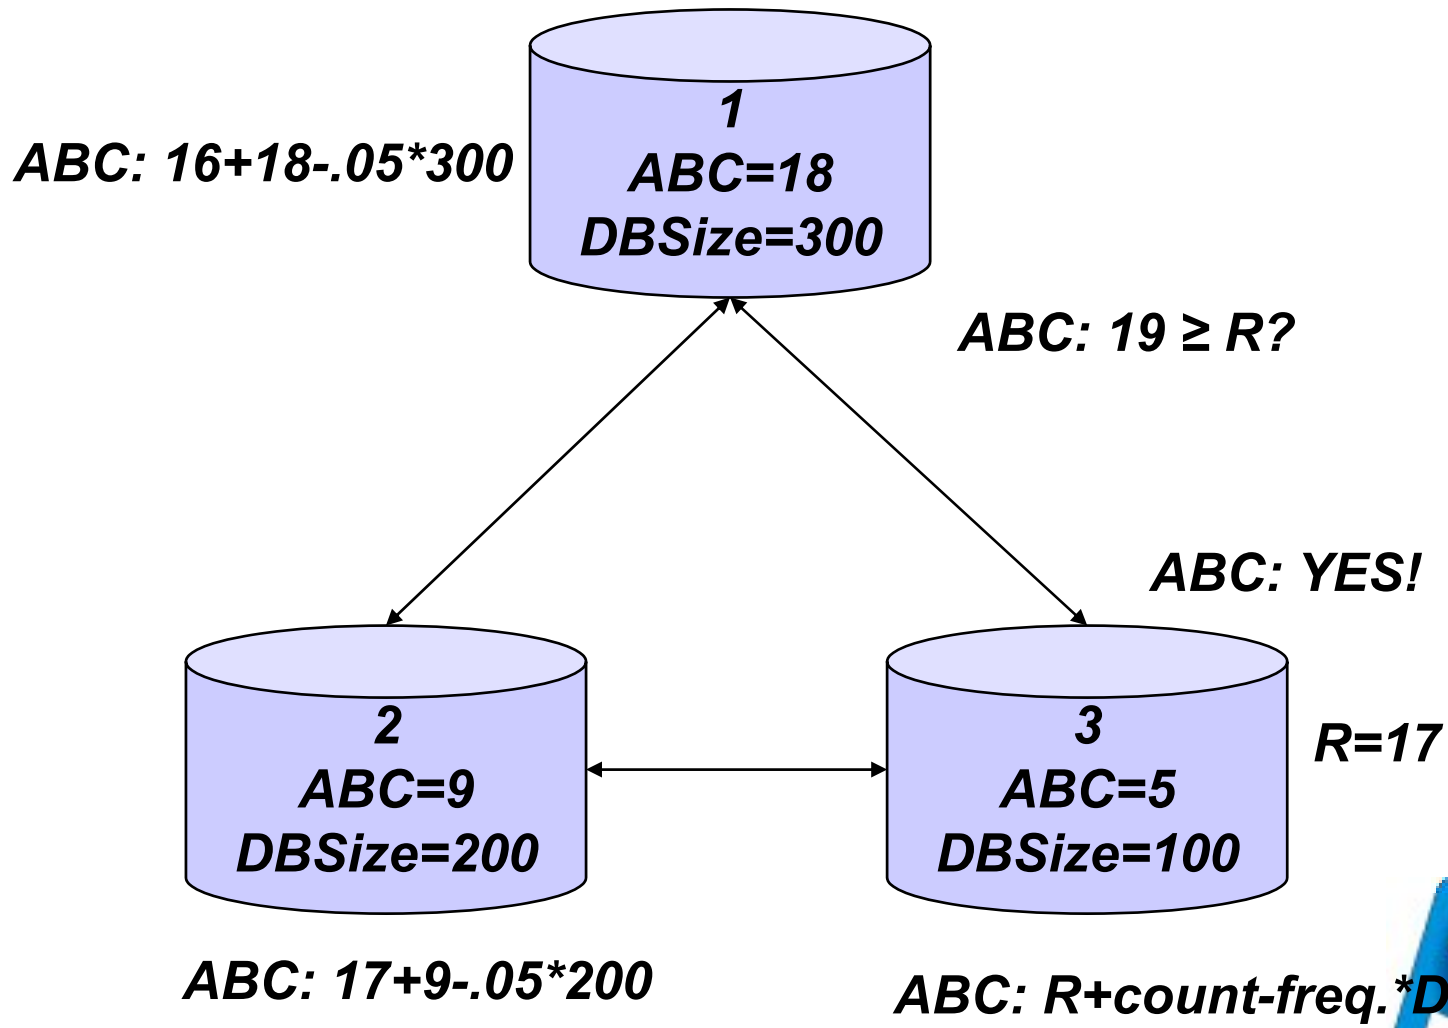 1
ABC: 16+18-.05*300
ABC=18
DBSize=300
ABC: 19 ≥ R?
ABC: YES!
2
ABC=9
DBSize=200
3
ABC=5
DBSize=100
R=17
ABC: 17+9-.05*200
ABC: R+count-freq.*D